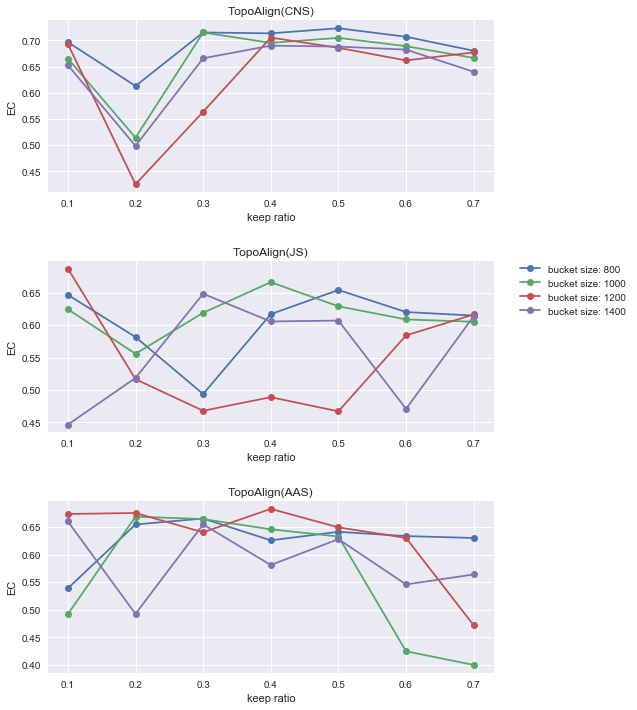 TopoAlign(CNS)
0.70
0.65
0.60
0.55
0.50
0.45
EC
0.1 0.2 0.3 0.4 0.5 0.6 0.7
keep ratio
TopoAlign(JS)
0.65
0.60
0.55
0.50
0.45
EC
0.1 0.2 0.3 0.4 0.5 0.6 0.7
keep ratio
bucket size: 800
bucket size: 1000
bucket size: 1200
bucket size: 1400
TopoAlign(AAS)
0.65
0.60
0.55
0.50
0.45
0.40
EC
0.1 0.2 0.3 0.4 0.5 0.6 0.7
keep ratio